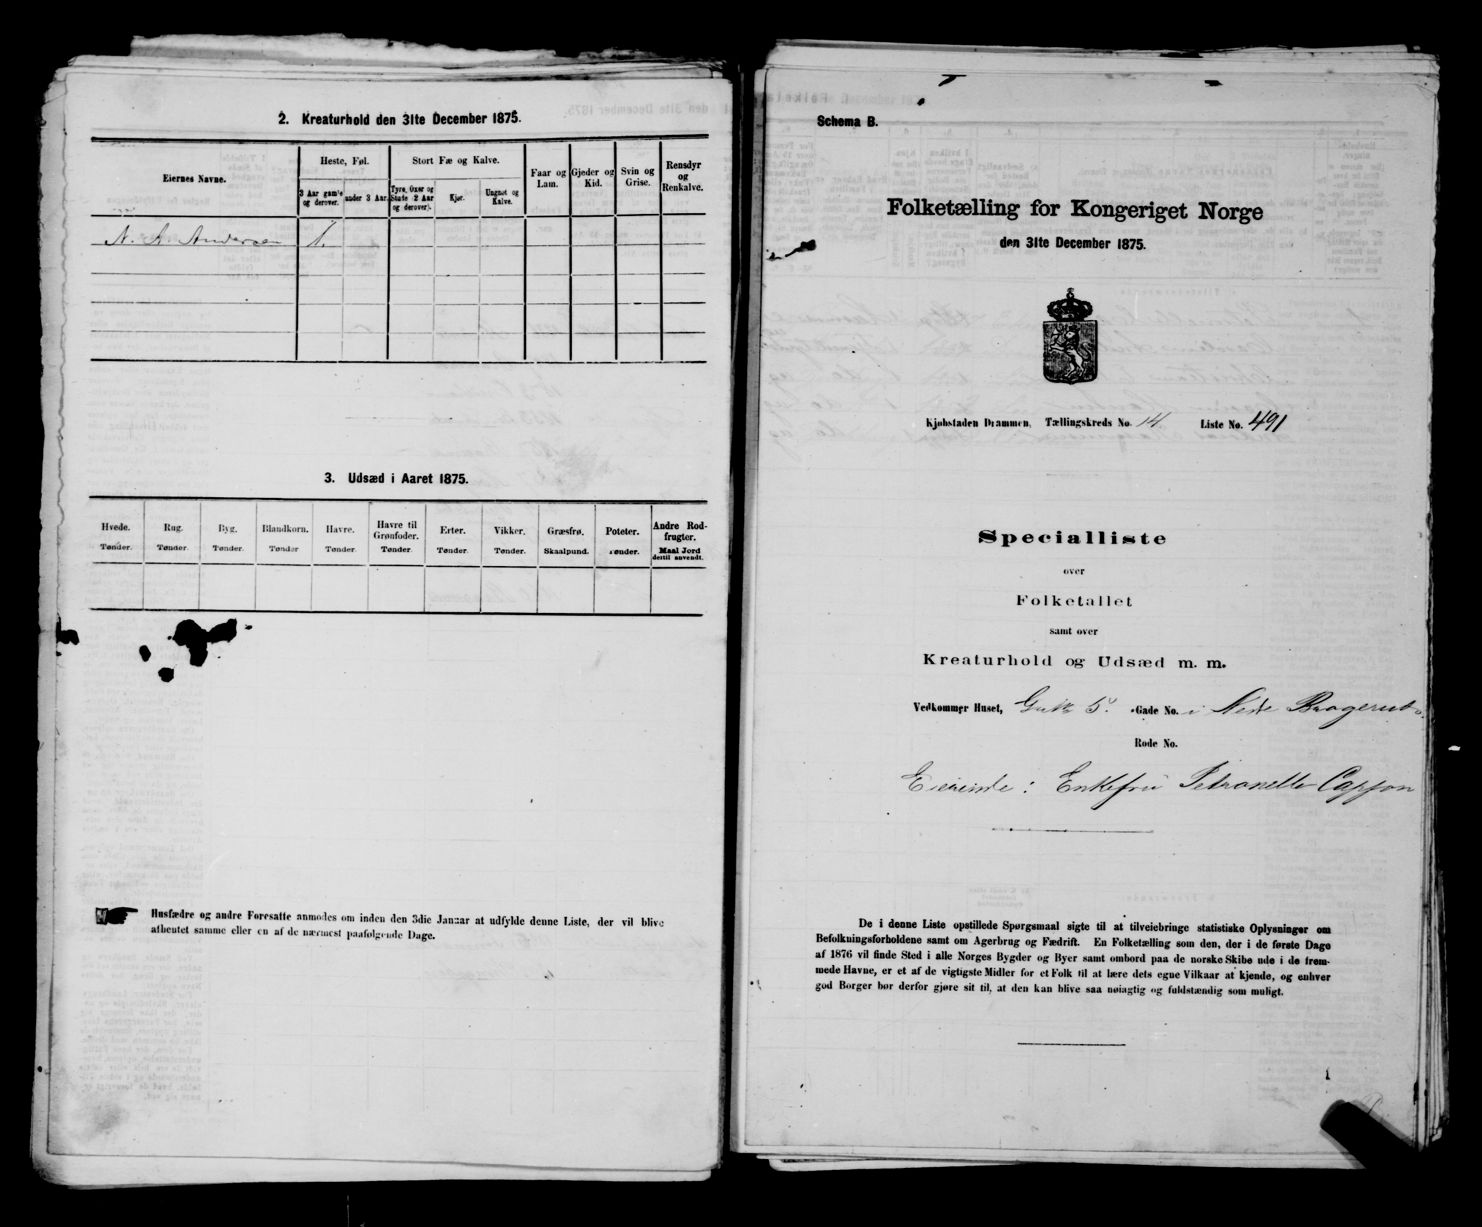 2. Kreaturhold den 31te December 1875.
Eiernes Navne.
Heste, Føl.
Stort Fæ og Kalve.
Faar og Lam.
Gjeder og Kid.
Svin og Grise.
Rensdyr og Renkalve.
3 Aar gamle og derover.
under 3 Aar.
Tyre, Oxer og Stude (2 Aar og derover).
Kjør.
Ungnøt og Kalve.
N. A. Andersen 1.
3. Udsæd i Aaret 1875.
Hvede. Rug. Byg. Blandkorn. Havre. Havre til Grønfoder. Erter. Vikker. Græsfrø. Poteter. Andre Rodfrugter.
Tønder. Tønder. Tønder. Tønder Tønder. Tønder. Tønder. Tønder. Skaalpund. Tønder. Maal Jord dertil anvendt.
Husfædre og andre Foresatte anmodes om inden den 3die Januar at udfylde denne Liste, der vil blive
afhentet samme eller en af de nærmest paafølgende Dage.
Schema B.
Folketælling for Kongeriget Norge
den 31te December 1875.
Kjøbstaden Drammen, Tællingskreds No. 14. Liste No. 491
Specialliste
over
Folketallet
samt over
Kreaturhold og Udsæd m. m.
Vedkommer Huset, 5. Gade No. i Nedre Bragernes
Rode No.
Eierinde: Enkefru Petronelle Cappon
De i denne Liste opstillede Spørgsmaal sigte til at tilveiebringe statistiske Oplysninger om
Befolkningsforholdene samt om Agerbrug og Fædrift. En Folketælling som den, der i de første Dage
af 1876 vil finde Sted i alle Norges Bygder og Byer samt ombord paa de norske Skibe ude i de frem-
mede Havne, er et af de vigtigste Midler for et Folk til at lære dets egne Vilkaar at kjende, og enhver
god Borger bør derfor gjøre sit til, at den kan blive saa nøiagtig og fuldstændig som muligt.